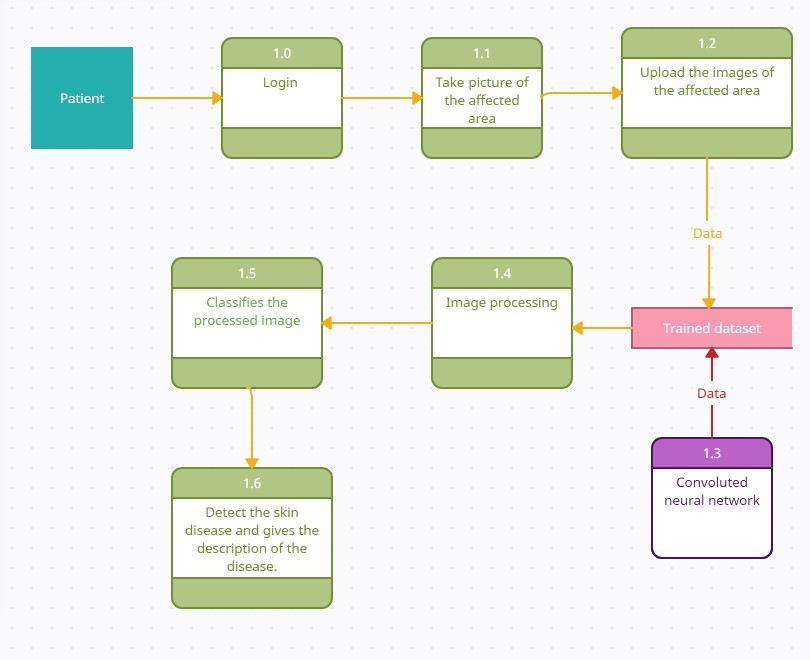 Patient
1.0
Login
1.1
Take picture of
the affected
area
1.2
Upload the images of
the affected area
Data
Trained dataset
Data
1.3
Convoluted
neural network
1.4
Image processing
1.5
Classifies the
processed image
1.6
Detect the skin
disease and gives the
description of the
disease.